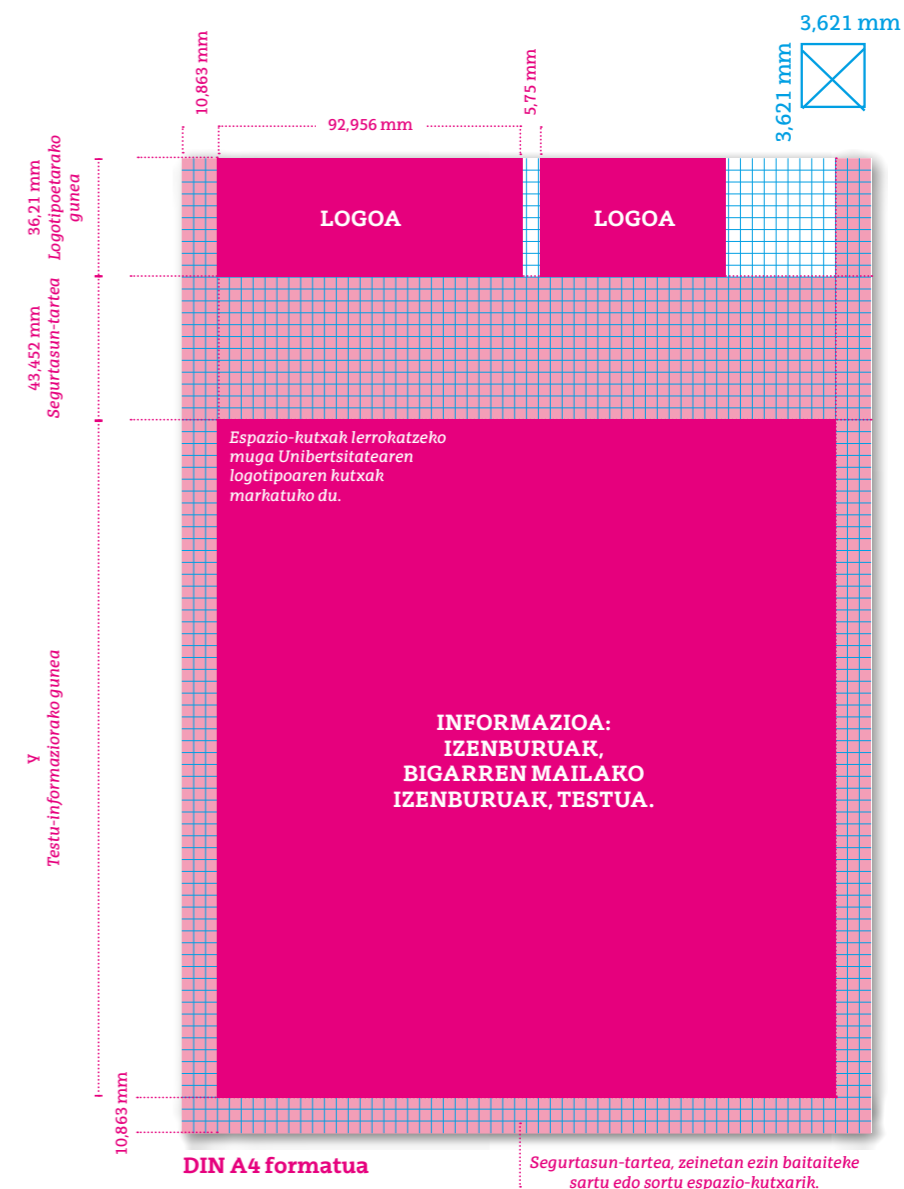 3,621 mm
3,621 mm
10,863 mm
5,75 mm
92,956 mm
36,21 mm
Logotipoetarako
gunea
LOGOA
LOGOA
43,452 mm
Segurtasun-tartea
Espazio-kutxak lerrokatzeko
muga Unibertsitatearen
logotipoaren kutxak
markatuko du.
y
Testu-informaziorako gunea
INFORMAZIOA:
IZENBURUAK,
BIGARREN MAILAKO
IZENBURUAK, TESTUA.
10,863 mm
DIN A4 formatua
Segurtasun-tartea, zeinetan ezin baitaiteke
sartu edo sortu espazio-kutxarik.